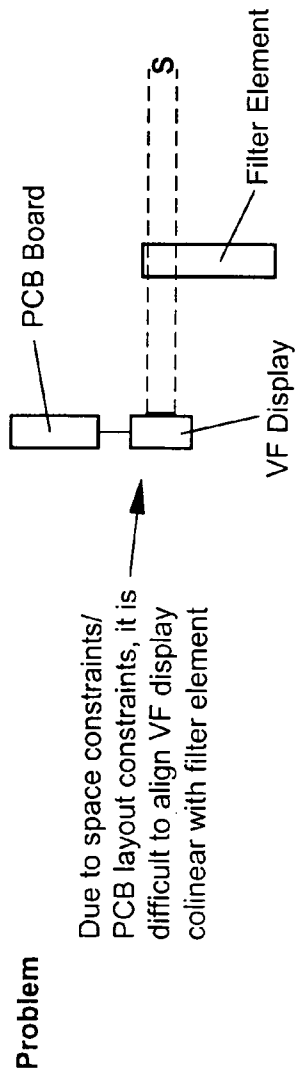 Problem
Due to space constraints/
PCB layout constraints, it is
difficult to align VF display
colinear with filter element
PCB Board
VF Display
Filter Element
S